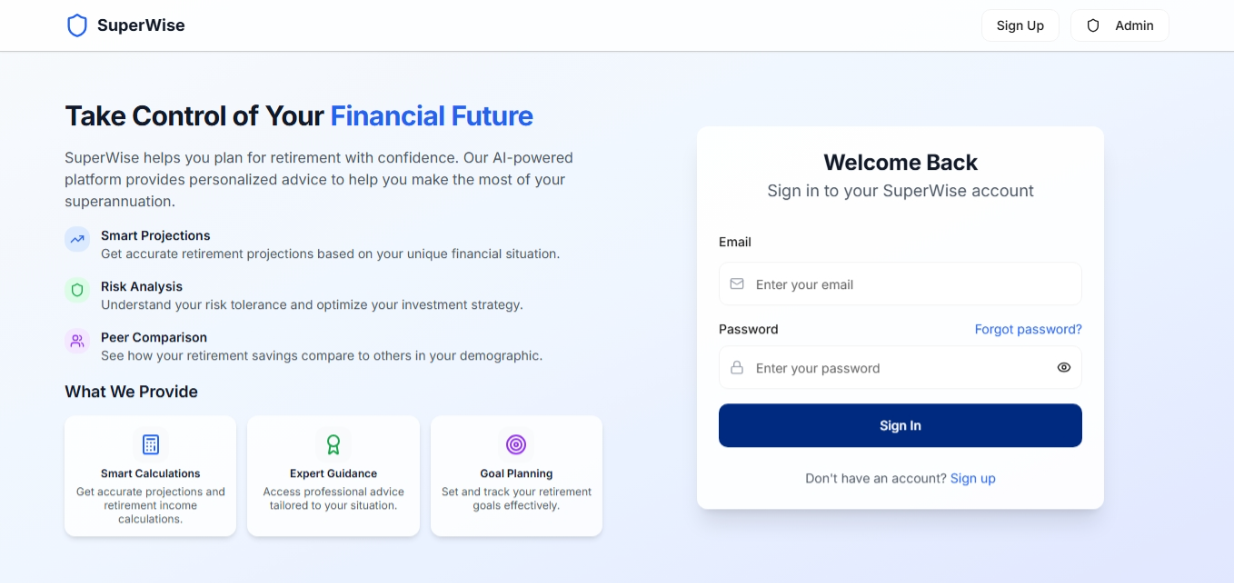 SuperWise
Sign Up
Admin
Take Control of Your Financial Future
SuperWise helps you plan for retirement with confidence. Our AI-powered
platform provides personalized advice to help you make the most of your
superannuation.
Smart Projections
Get accurate retirement projections based on your unique financial situation.
Risk Analysis
Understand your risk tolerance and optimize your investment strategy.
Peer Comparison
See how your retirement savings compare to others in your demographic.
What We Provide
Smart Calculations
Get accurate projections and
retirement income
calculations.
Expert Guidance
Access professional advice
tailored to your situation.
Goal Planning
Set and track your retirement
goals effectively.
Welcome Back
Sign in to your SuperWise account
Email
Enter your email
Password
Forgot password?
Enter your password
Sign In
Don't have an account? Sign up